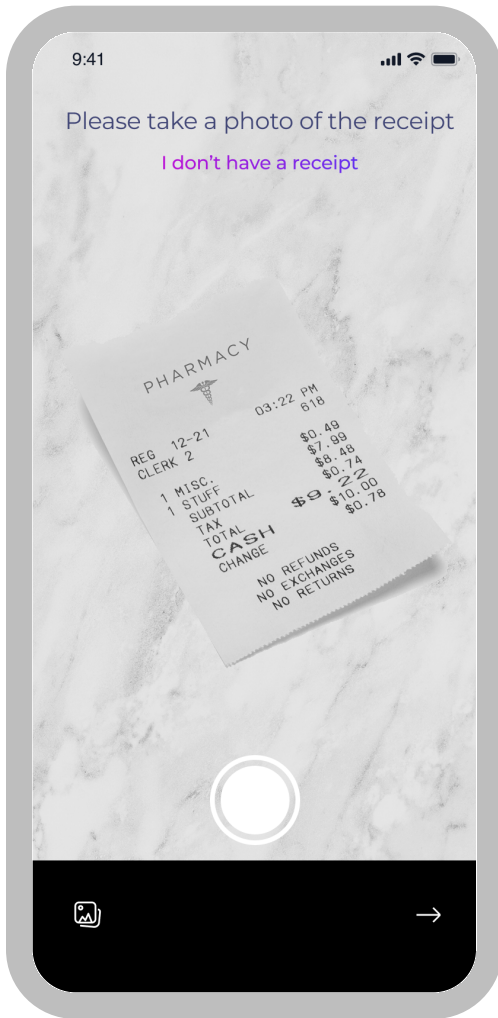 9:41
Please take a photo of the receipt
I don't have a receipt
PHARMACY
03:22 PM
REG 12-21 618
CLERK 2
1 MISC. $0.49
1 STUFF $7.99
SUBTOTAL $8.48
TAX $0.74
TOTAL $9.22
CASH $10.00
CHANGE $0.78
NO REFUNDS
NO EXCHANGES
NO RETURNS